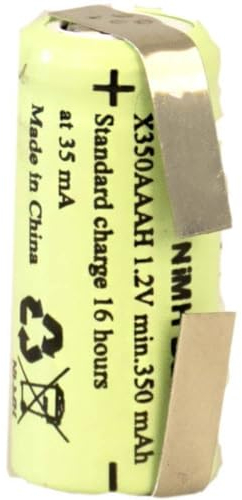 NiMH
X350AAAH 1.2V min.350 mAh
+ Standard charge 16 hours -
at 35 mA
Made in China